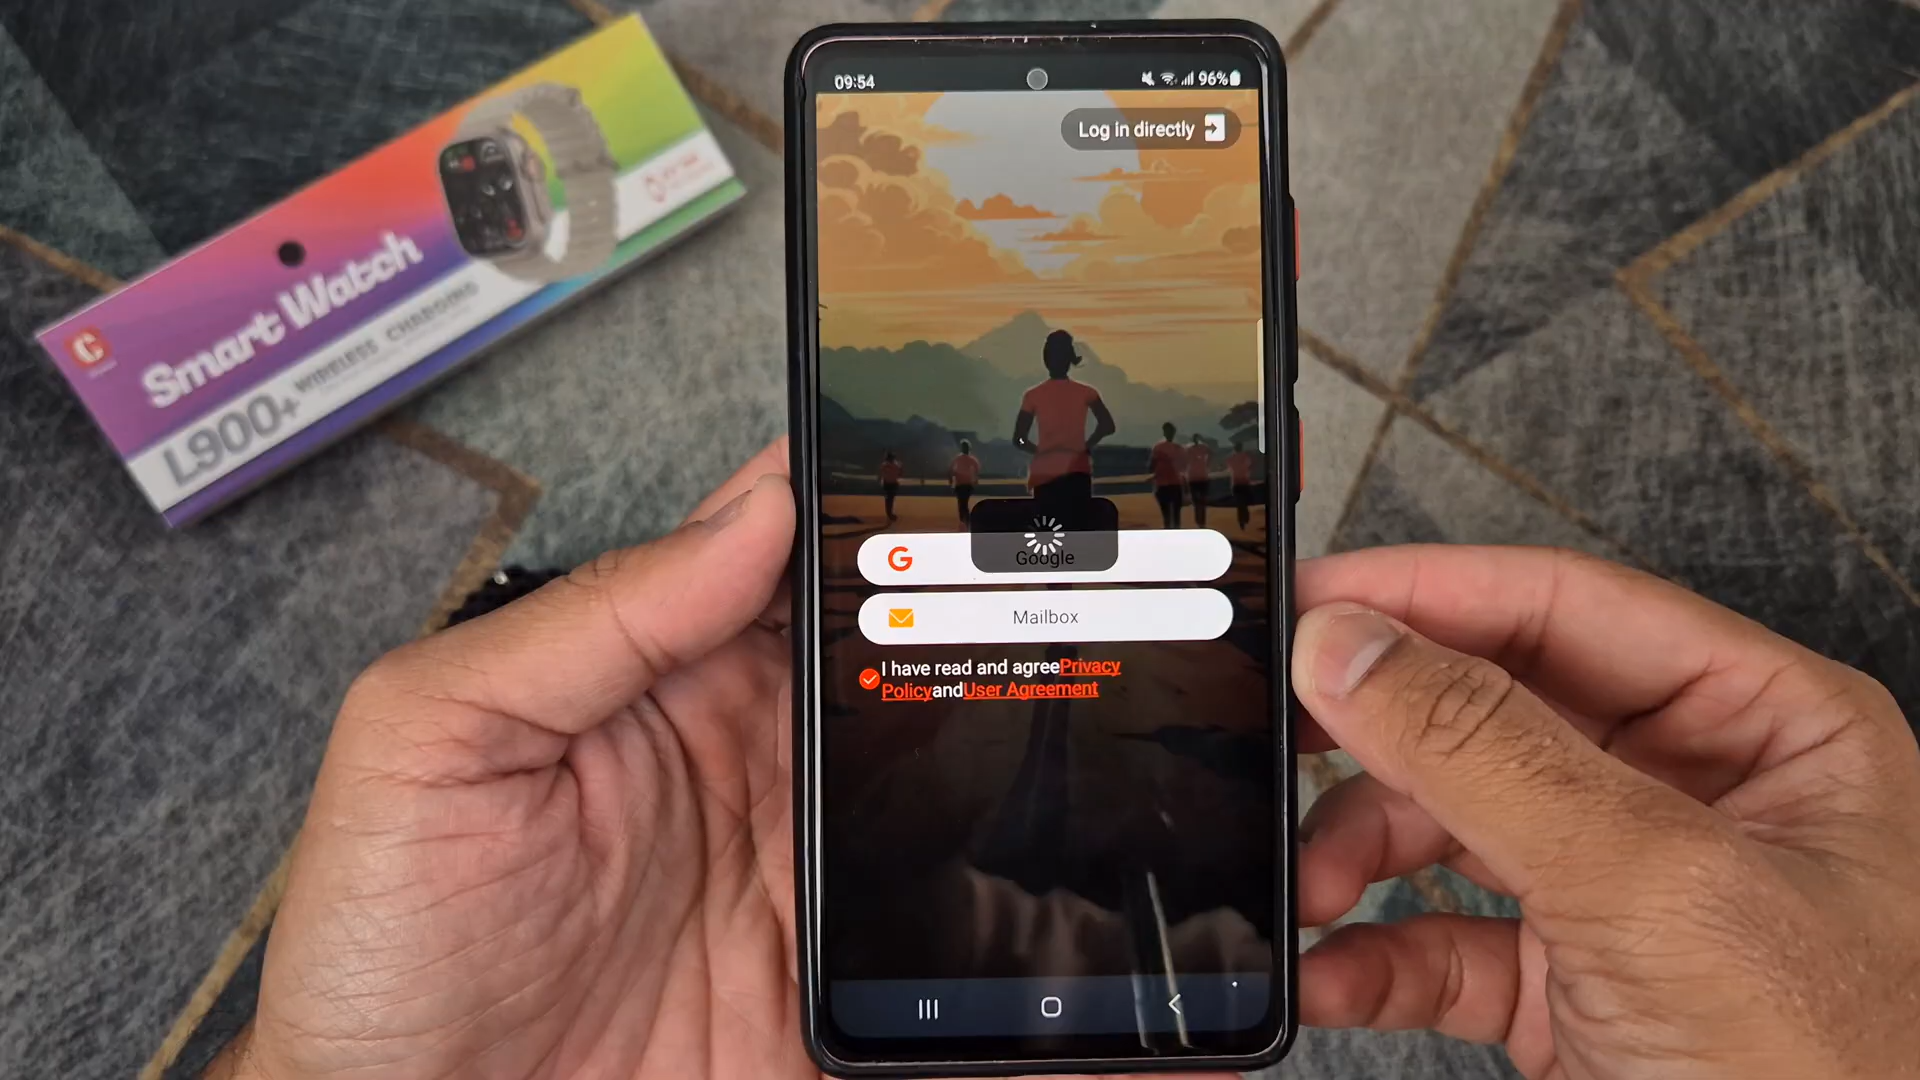 09:54
96%
Log in directly
Google
Mailbox
I have read and agreePrivacy
PolicyandUser Agreement
Smart Watch
L900+
WIRELESS CHARGING